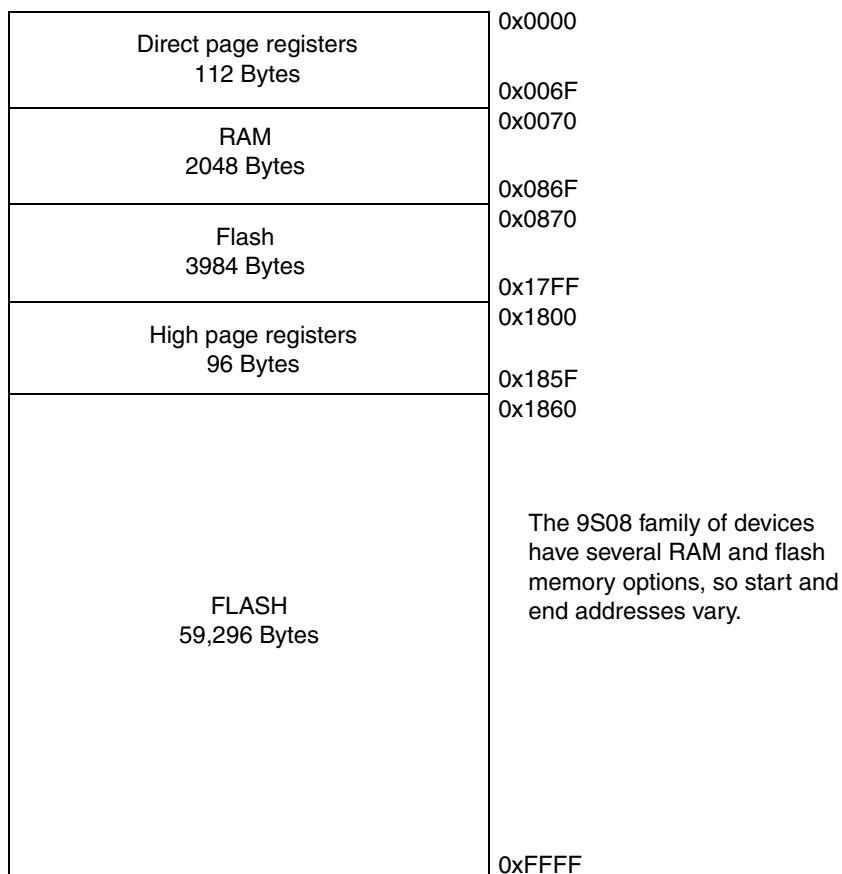 0x0000
Direct page registers
112 Bytes
0x006F
0x0070
RAM
2048 Bytes
0x086F
0x0870
Flash
3984 Bytes
0x17FF
0x1800
High page registers
96 Bytes
0x185F
0x1860
The 9S08 family of devices
have several RAM and flash
memory options, so start and
end addresses vary.
FLASH
59,296 Bytes
0xFFFF